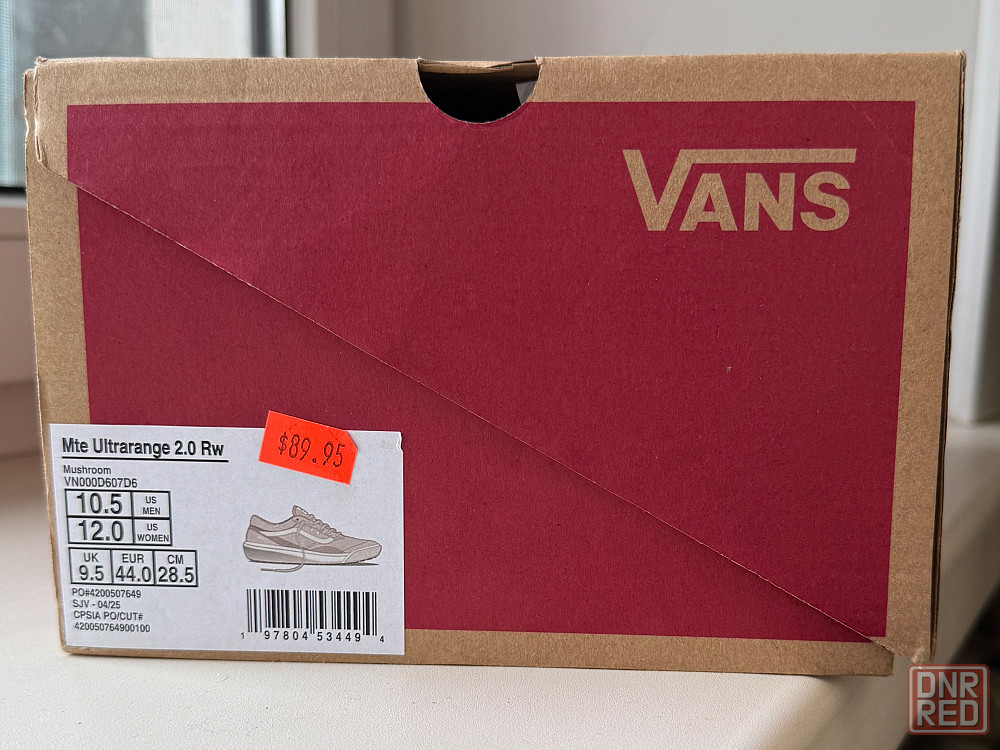 VANS
$89.95
Mte Ultrarange 2.0 Rw
Mushroom
VN000D607D6
10.5 US MEN
12.0 US WOMEN
UK EUR CM
9.5 44.0 28.5
PO#4200507649
SJV - 04/25
CPSIA PO/CUT#
420050764900100
1 97804 53449 4
DNR
RED